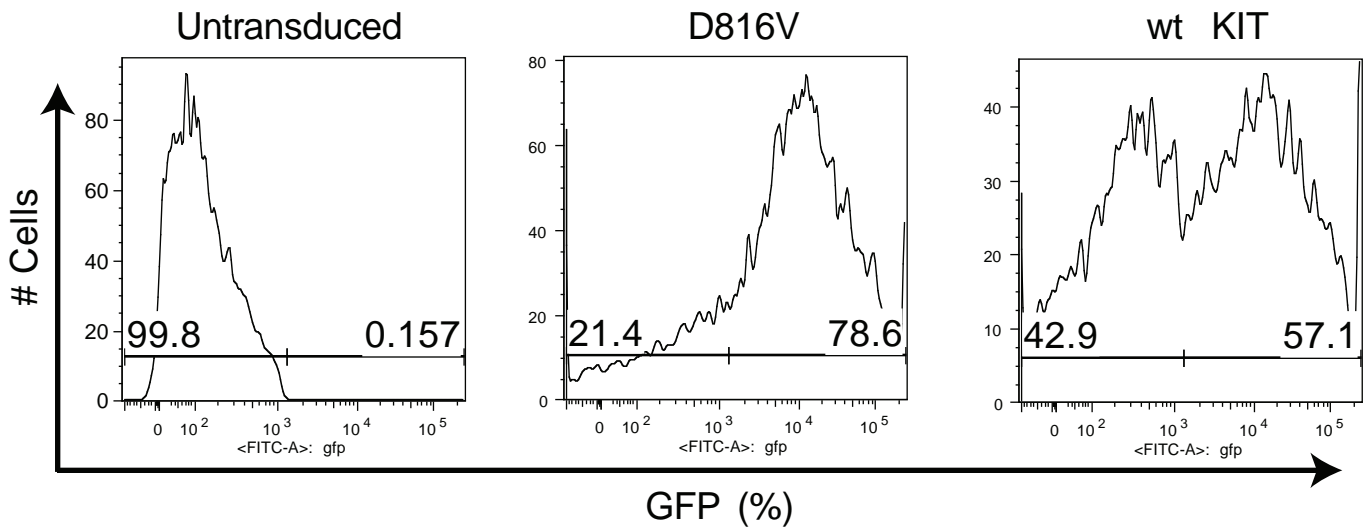 Untransduced
D816V
wt KIT
# Cells
80
60
40
20
0
99.8
0.157
0 10² 10³ 10⁴ 10⁵
<FITC-A>: gfp
80
60
40
20
0
21.4
78.6
0 10² 10³ 10⁴ 10⁵
<FITC-A>: gfp
40
30
20
10
0
42.9
57.1
0 10² 10³ 10⁴ 10⁵
<FITC-A>: gfp
GFP (%)